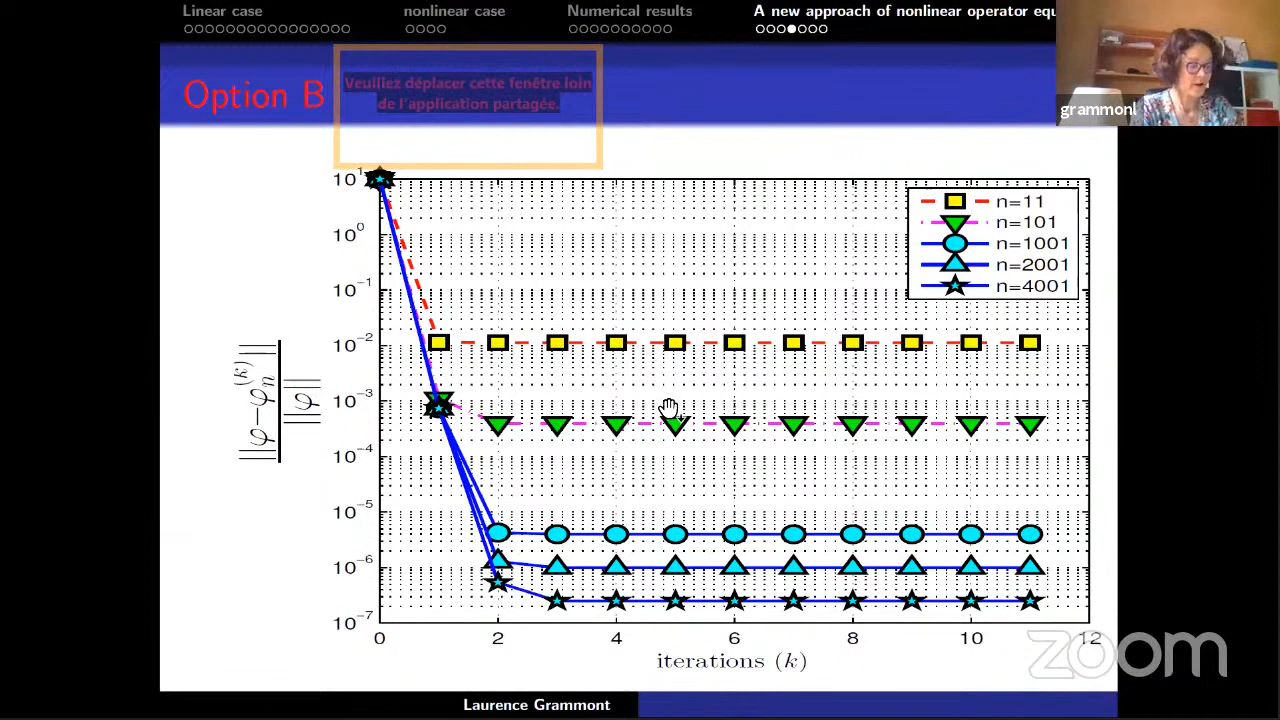 Linear case
nonlinear case
Numerical results
A new approach of nonlinear operator equ
Option B
Veuillez déplacer cette fenêtre loin
de l'application partagée.
grammonl
10^1
10^0
10^-1
10^-2
10^-3
10^-4
10^-5
10^-6
10^-7
||φ−φ_n^(k)||
||φ||
n=11
n=101
n=1001
n=2001
n=4001
0 2 4 6 8 10 12
iterations (k)
zoom
Laurence Grammont